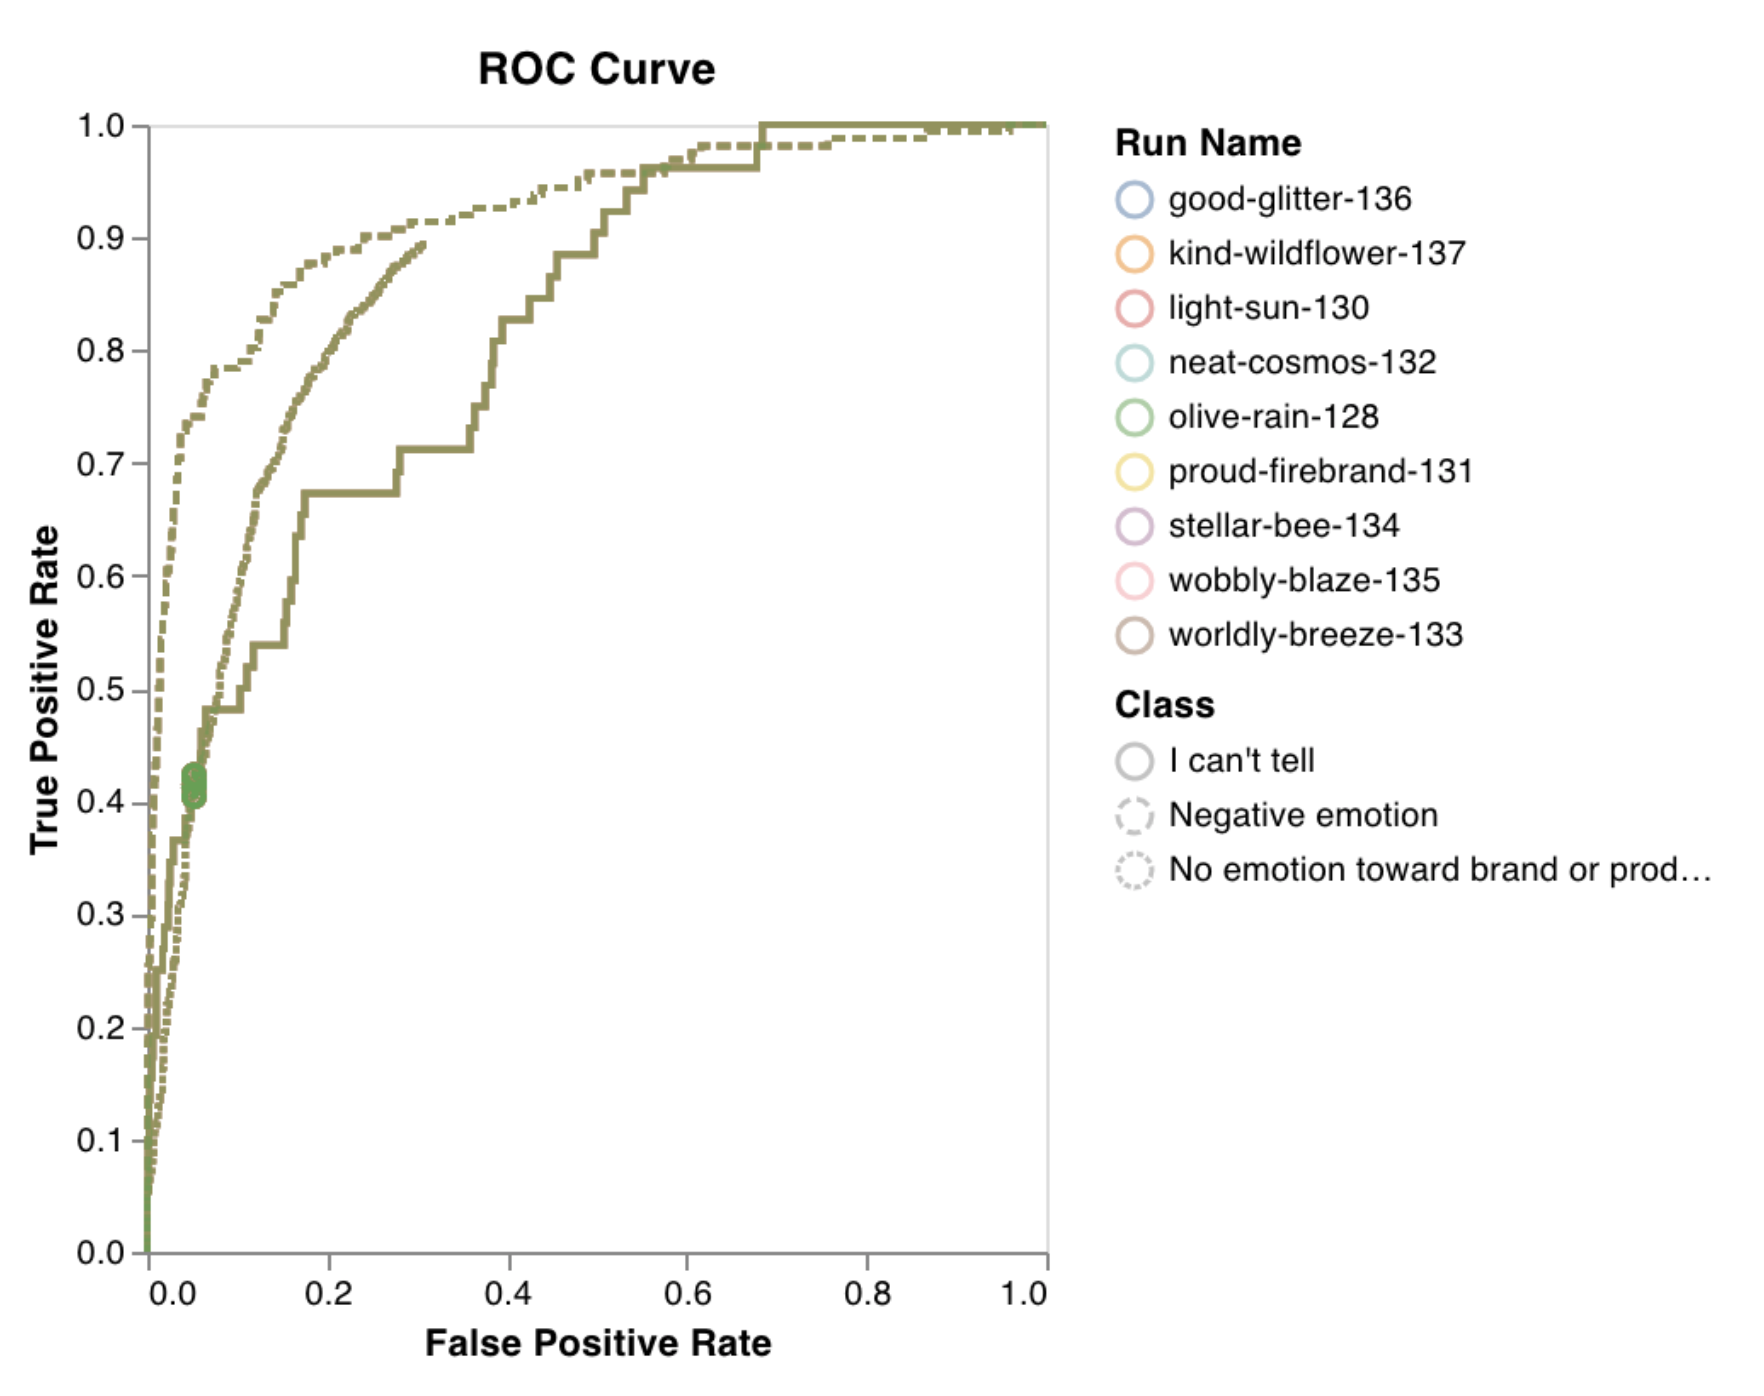 ROC Curve
1.0
0.9
0.8
0.7
0.6
0.5
0.4
0.3
0.2
0.1
0.0
True Positive Rate
0.0 0.2 0.4 0.6 0.8 1.0
False Positive Rate
Run Name
good-glitter-136
kind-wildflower-137
light-sun-130
neat-cosmos-132
olive-rain-128
proud-firebrand-131
stellar-bee-134
wobbly-blaze-135
worldly-breeze-133
Class
I can't tell
Negative emotion
No emotion toward brand or prod…